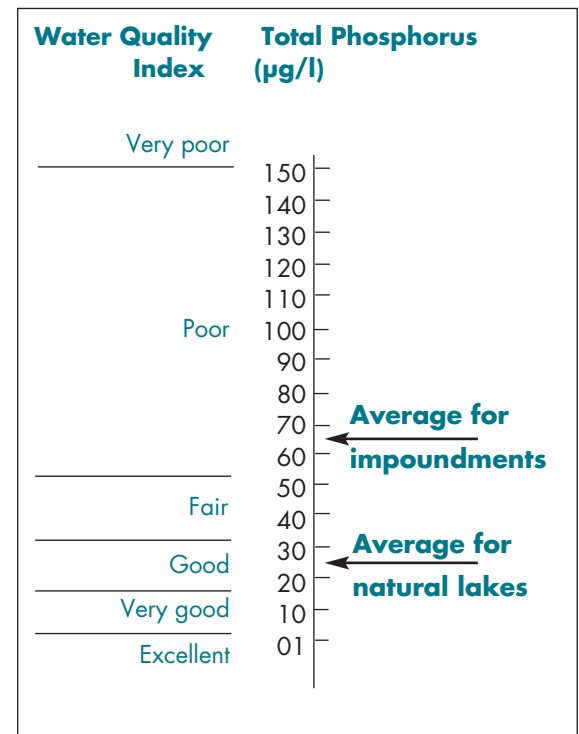 Water Quality Index
Total Phosphorus (µg/l)
Very poor
150
140
130
120
110
Poor
100
90
80
70
Average for
impoundments
60
50
Fair
40
30
Average for
natural lakes
Good
20
Very good
10
01
Excellent